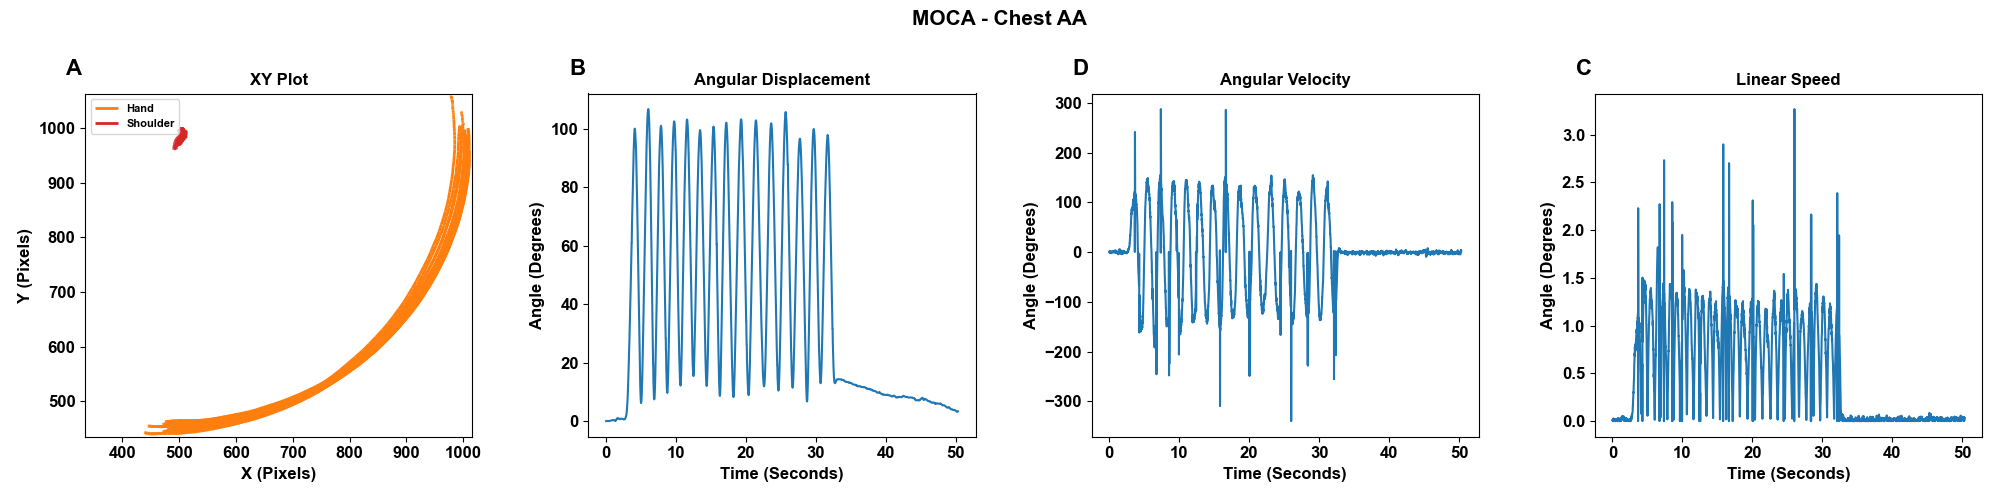 MOCA - Chest AA
A
XY Plot
Hand
Shoulder
1000
900
800
700
600
500
400
500
600
700
800
900
1000
Y (Pixels)
X (Pixels)
B
Angular Displacement
100
80
60
40
20
0
0
10
20
30
40
50
Angle (Degrees)
Time (Seconds)
D
Angular Velocity
300
200
100
0
−100
−200
−300
0
10
20
30
40
50
Angle (Degrees)
Time (Seconds)
C
Linear Speed
3.0
2.5
2.0
1.5
1.0
0.5
0.0
0
10
20
30
40
50
Angle (Degrees)
Time (Seconds)